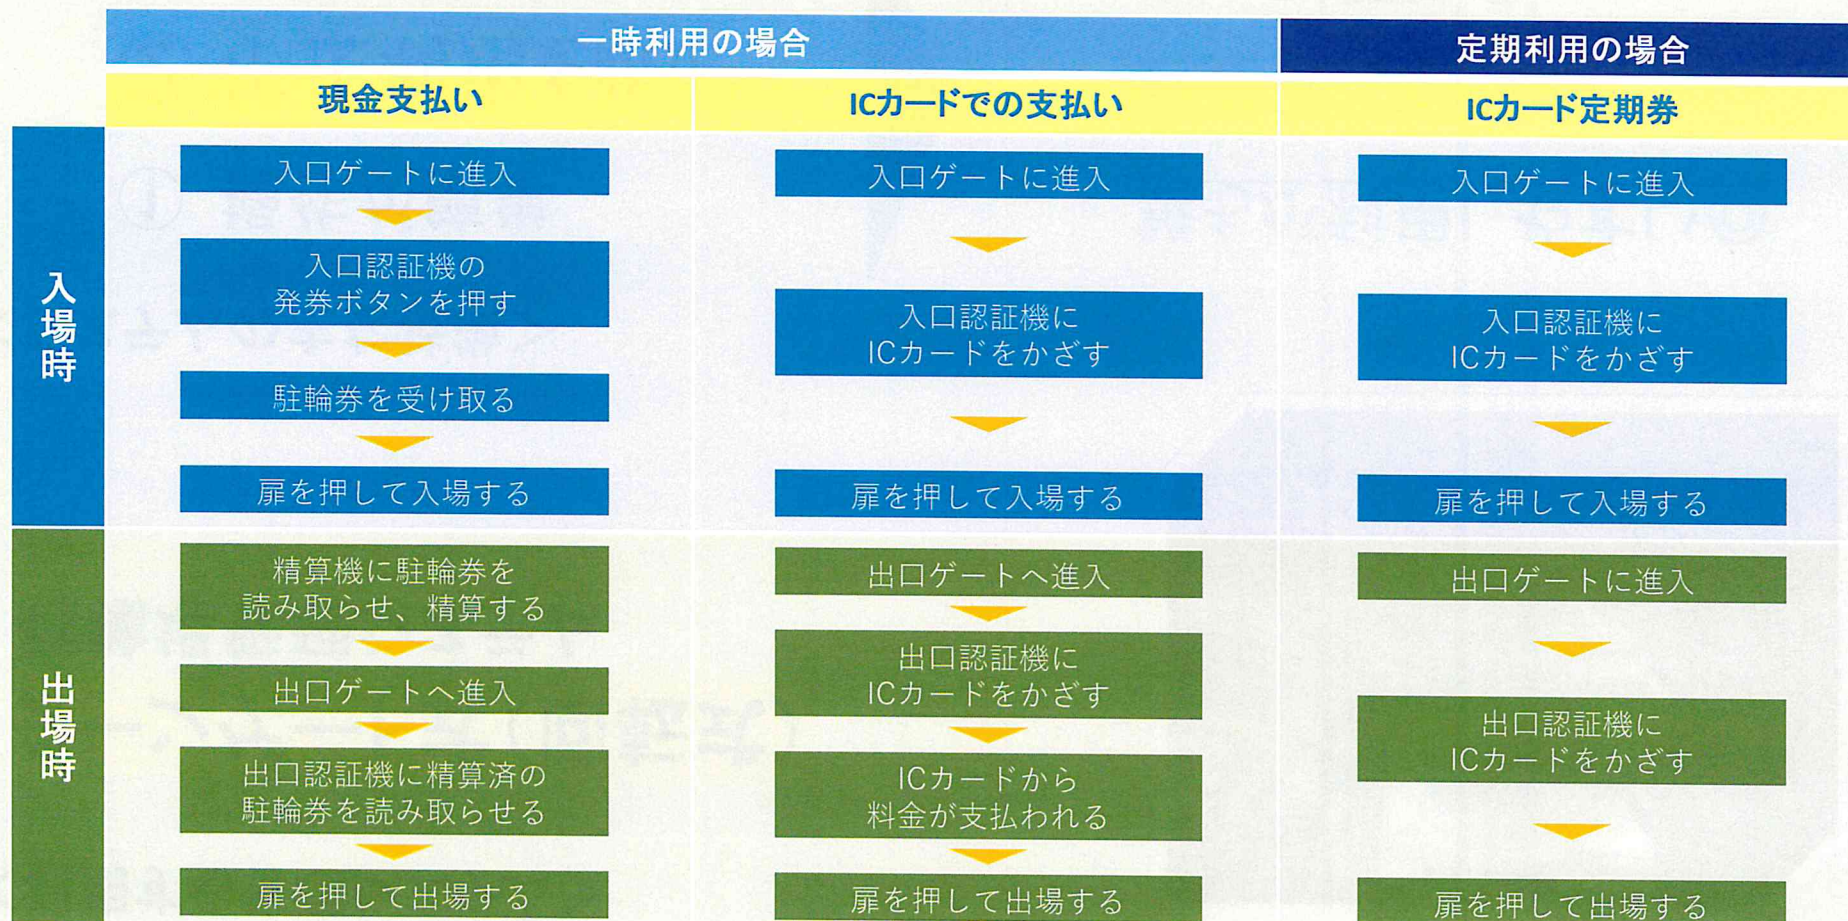 一時利用の場合
定期利用の場合
現金支払い
ICカードでの支払い
ICカード定期券
入場時
入口ゲートに進入
入口認証機の
発券ボタンを押す
駐輪券を受け取る
扉を押して入場する
入口ゲートに進入
入口認証機に
ICカードをかざす
扉を押して入場する
入口ゲートに進入
入口認証機に
ICカードをかざす
扉を押して入場する
出場時
精算機に駐輪券を
読み取らせ、精算する
出口ゲートへ進入
出口認証機に精算済の
駐輪券を読み取らせる
扉を押して出場する
出口ゲートへ進入
出口認証機に
ICカードをかざす
ICカードから
料金が支払われる
扉を押して出場する
出口ゲートに進入
出口認証機に
ICカードをかざす
扉を押して出場する